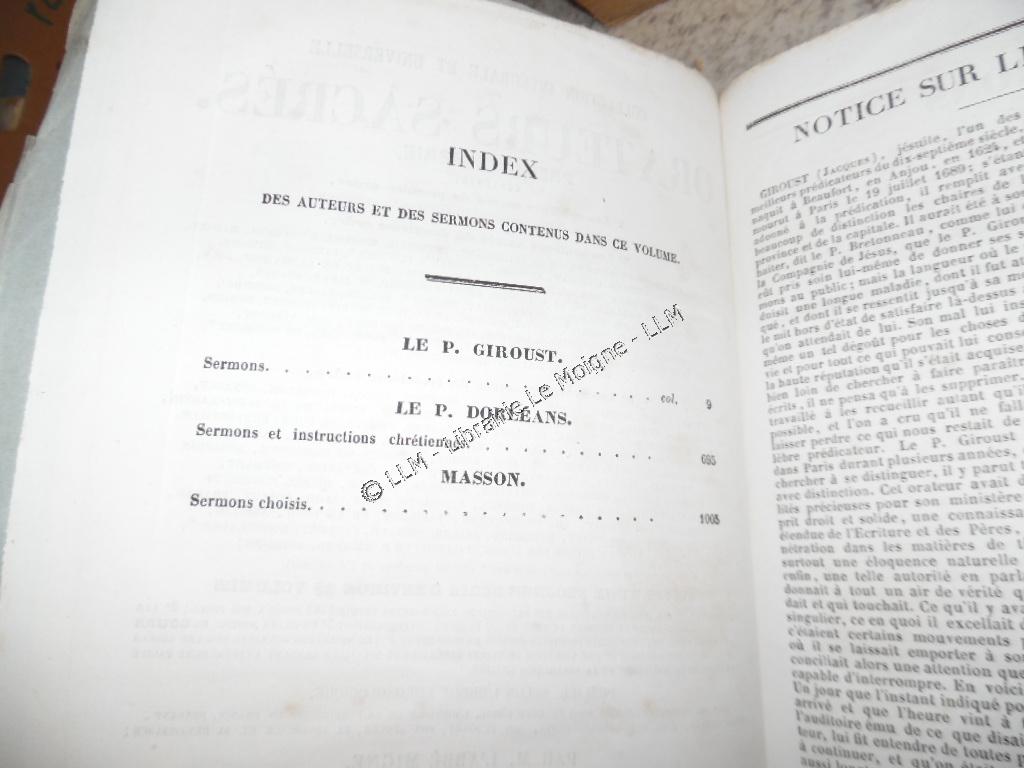 INDEX
DES AUTEURS ET DES SERMONS CONTENUS DANS CE VOLUME.
LE P. GIROUST.
Sermons. . . . . . . . . . . . . . . . . . . . . . col. 9
LE P. DORLÉANS.
Sermons et instructions chrétiennes. . . . . . . . . . . 695
MASSON.
Sermons choisis. . . . . . . . . . . . . . . . . . . . . 1005
© LLM - Librairie Le Moigne - LLM
NOTICE SUR LE
GIROUST (JACQUES), jésuite, l'un des
meilleurs prédicateurs du dix-septième siècle,
naquit à Beaufort, en Anjou, en 1625, et
mourut à Paris le 19 juillet 1689; s'étant
adonné à la prédication, il remplit avec
beaucoup de distinction les chaires de
province et de la capitale. Il aurait été à sou-
haiter, dit le P. Bretonneau, comme lui
la Compagnie de Jésus, que le P. Girou
eût pris soin lui-même de donner ses
mons au public; mais la langueur où le
duisit une longue maladie, dont il fut
que, et dont il se ressentit jusqu'à sa mo
le mit hors d'état de satisfaire là-dessus
qu'on attendait de lui. Son mal lui ins
même un tel dégoût pour les choses d
vie et pour tout ce qui pouvait lui cons
la haute réputation qu'il s'était acquise
bien loin de chercher à faire paraître
écrits, il ne pensa qu'à les supprimer.
travaillé à les recueillir autant qu'i
possible, et l'on a cru qu'il ne fall
laisser perdre ce qui nous restait de
lèbre prédicateur. Le P. Giroust
dans Paris durant plusieurs années,
chercher à se distinguer, il y parut
avec distinction. Cet orateur avait d
lités précieuses pour son ministère
prit droit et solide, une connaissa
étendue de l'Ecriture et des Pères,
nétration dans les matières de
surtout une éloquence naturelle
enfin, une telle autorité en parla
donnait à tout un air de vérité q
dait et qui touchait. Ce qu'il y ava
singulier, ce en quoi il excellait d
c'étaient certains mouvements
où il se laissait emporter à so
conciliait alors une attention que
capable d'interrompre. En voici
Un jour que l'instant indiqué po
arrivé et que l'heure vint à
l'auditoire ému de ce que disai
teur, lui fit entendre de toutes p
à continuer, et qu'on était